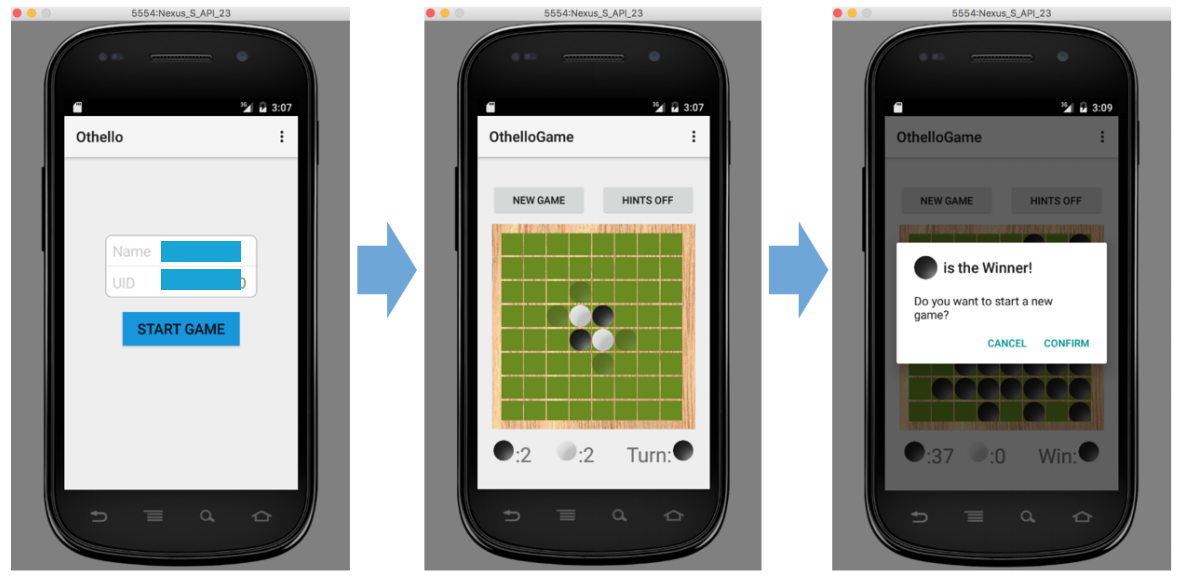 5554:Nexus_S_API_23
3G 3:07
Othello
Name
UID 0
START GAME
5554:Nexus_S_API_23
3G 3:07
OthelloGame
NEW GAME HINTS OFF
:2 :2 Turn:
5554:Nexus_S_API_23
3G 3:09
OthelloGame
NEW GAME HINTS OFF
is the Winner!
Do you want to start a new
game?
CANCEL CONFIRM
:37 :0 Win: